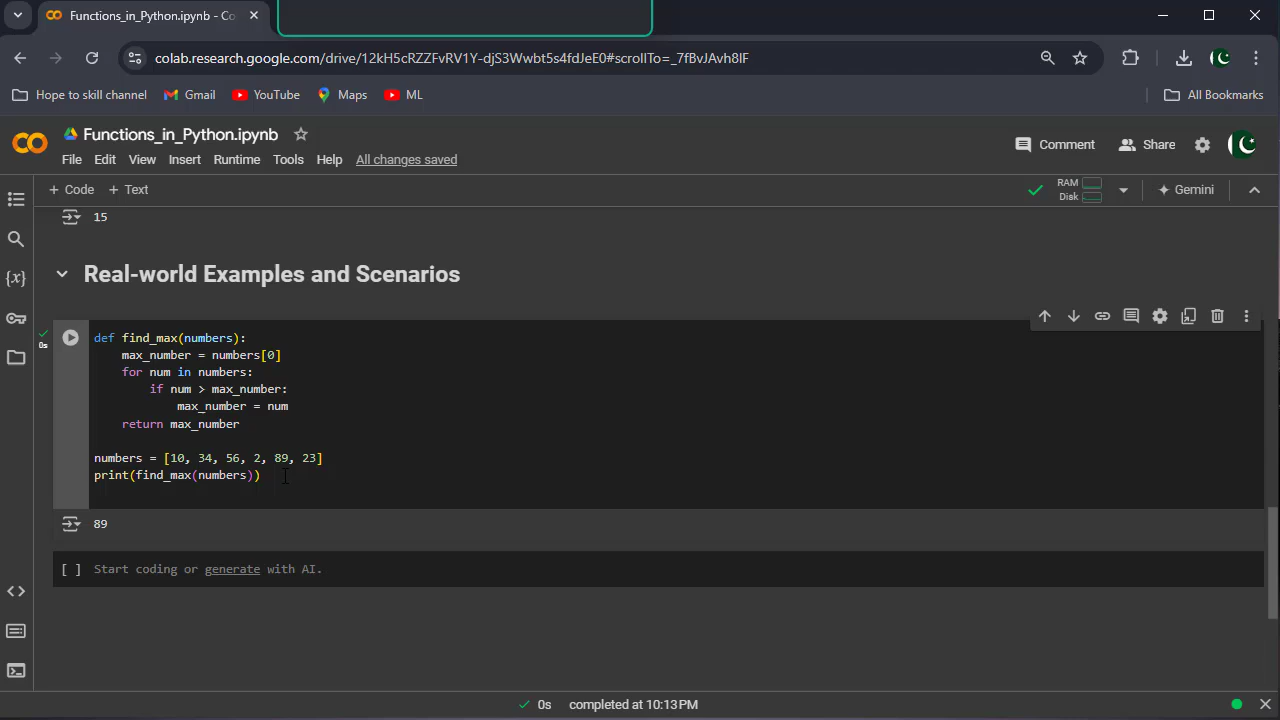 Functions_in_Python.ipynb - Co
colab.research.google.com/drive/12kH5cRZZFvRV1Y-djS3Wwbt5s4fdJeE0#scrollTo=_7fBvJAvh8lF
Hope to skill channel Gmail YouTube Maps ML All Bookmarks
Functions_in_Python.ipynb
Comment Share
File Edit View Insert Runtime Tools Help All changes saved
+ Code + Text RAM Disk Gemini
15
Real-world Examples and Scenarios
def find_max(numbers):
    max_number = numbers[0]
    for num in numbers:
        if num > max_number:
            max_number = num
    return max_number
numbers = [10, 34, 56, 2, 89, 23]
print(find_max(numbers))
0s
89
[ ] Start coding or generate with AI.
0s completed at 10:13 PM